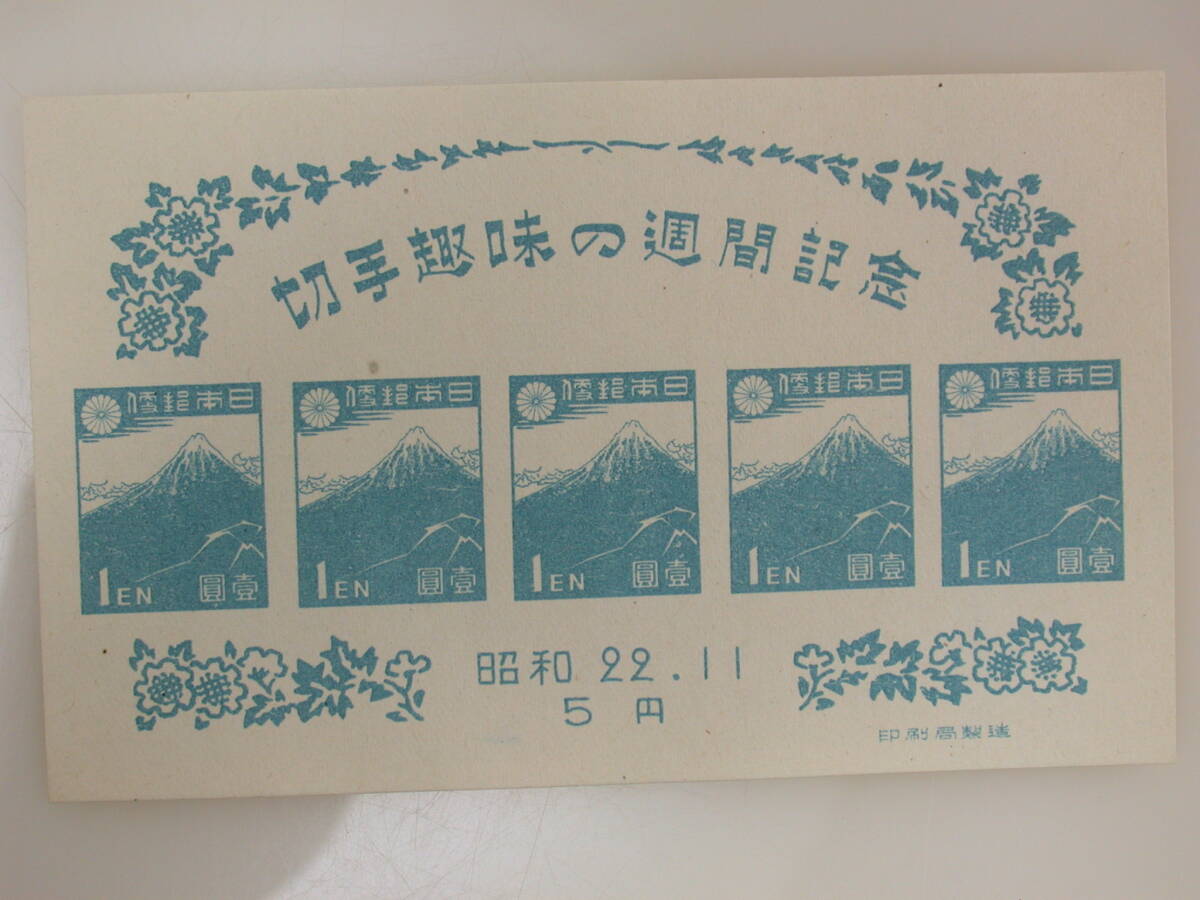 切手趣味の週間記念
便郵本日
1EN 壹圓
便郵本日
1EN 壹圓
便郵本日
1EN 壹圓
便郵本日
1EN 壹圓
便郵本日
1EN 壹圓
昭和 22.11
5 円
印刷局製造